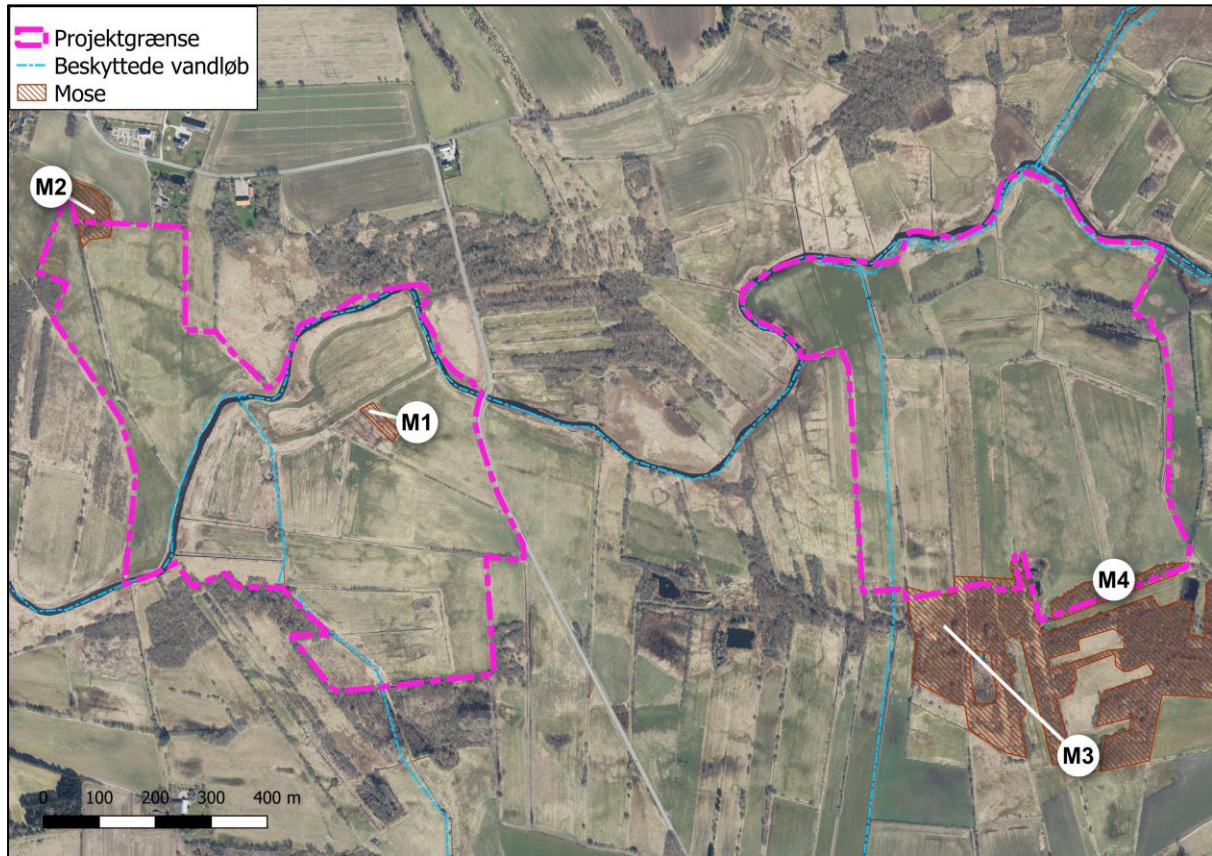 Projektgrænse
Beskyttede vandløb
Mose
M2
M1
M4
M3
0 100 200 300 400 m